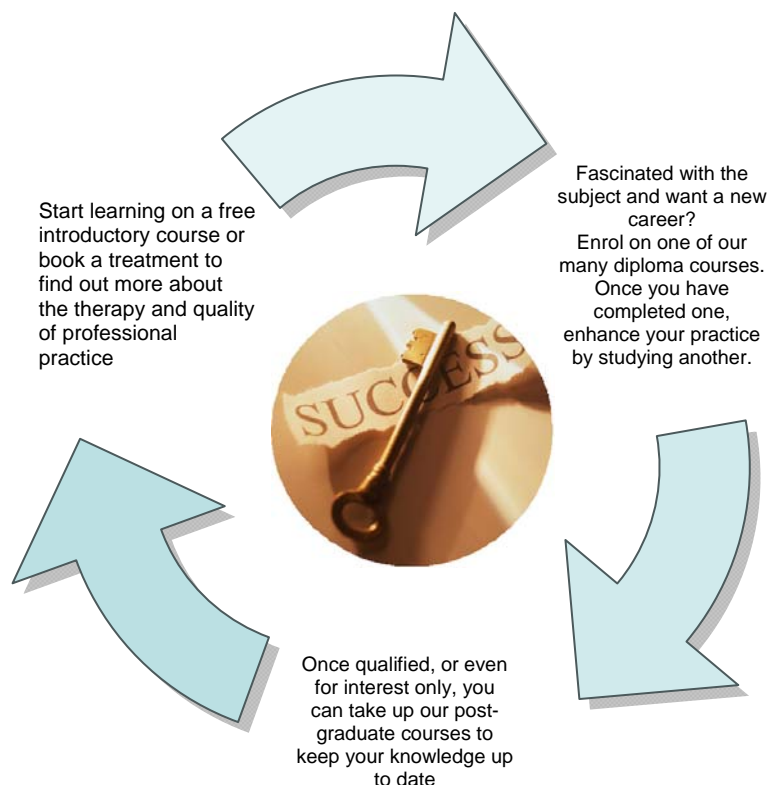 Start learning on a free
introductory course or
book a treatment to
find out more about
the therapy and quality
of professional
practice
Fascinated with the
subject and want a new
career?
Enrol on one of our
many diploma courses.
Once you have
completed one,
enhance your practice
by studying another.
SUCCESS
Once qualified, or even
for interest only, you
can take up our post-
graduate courses to
keep your knowledge up
to date